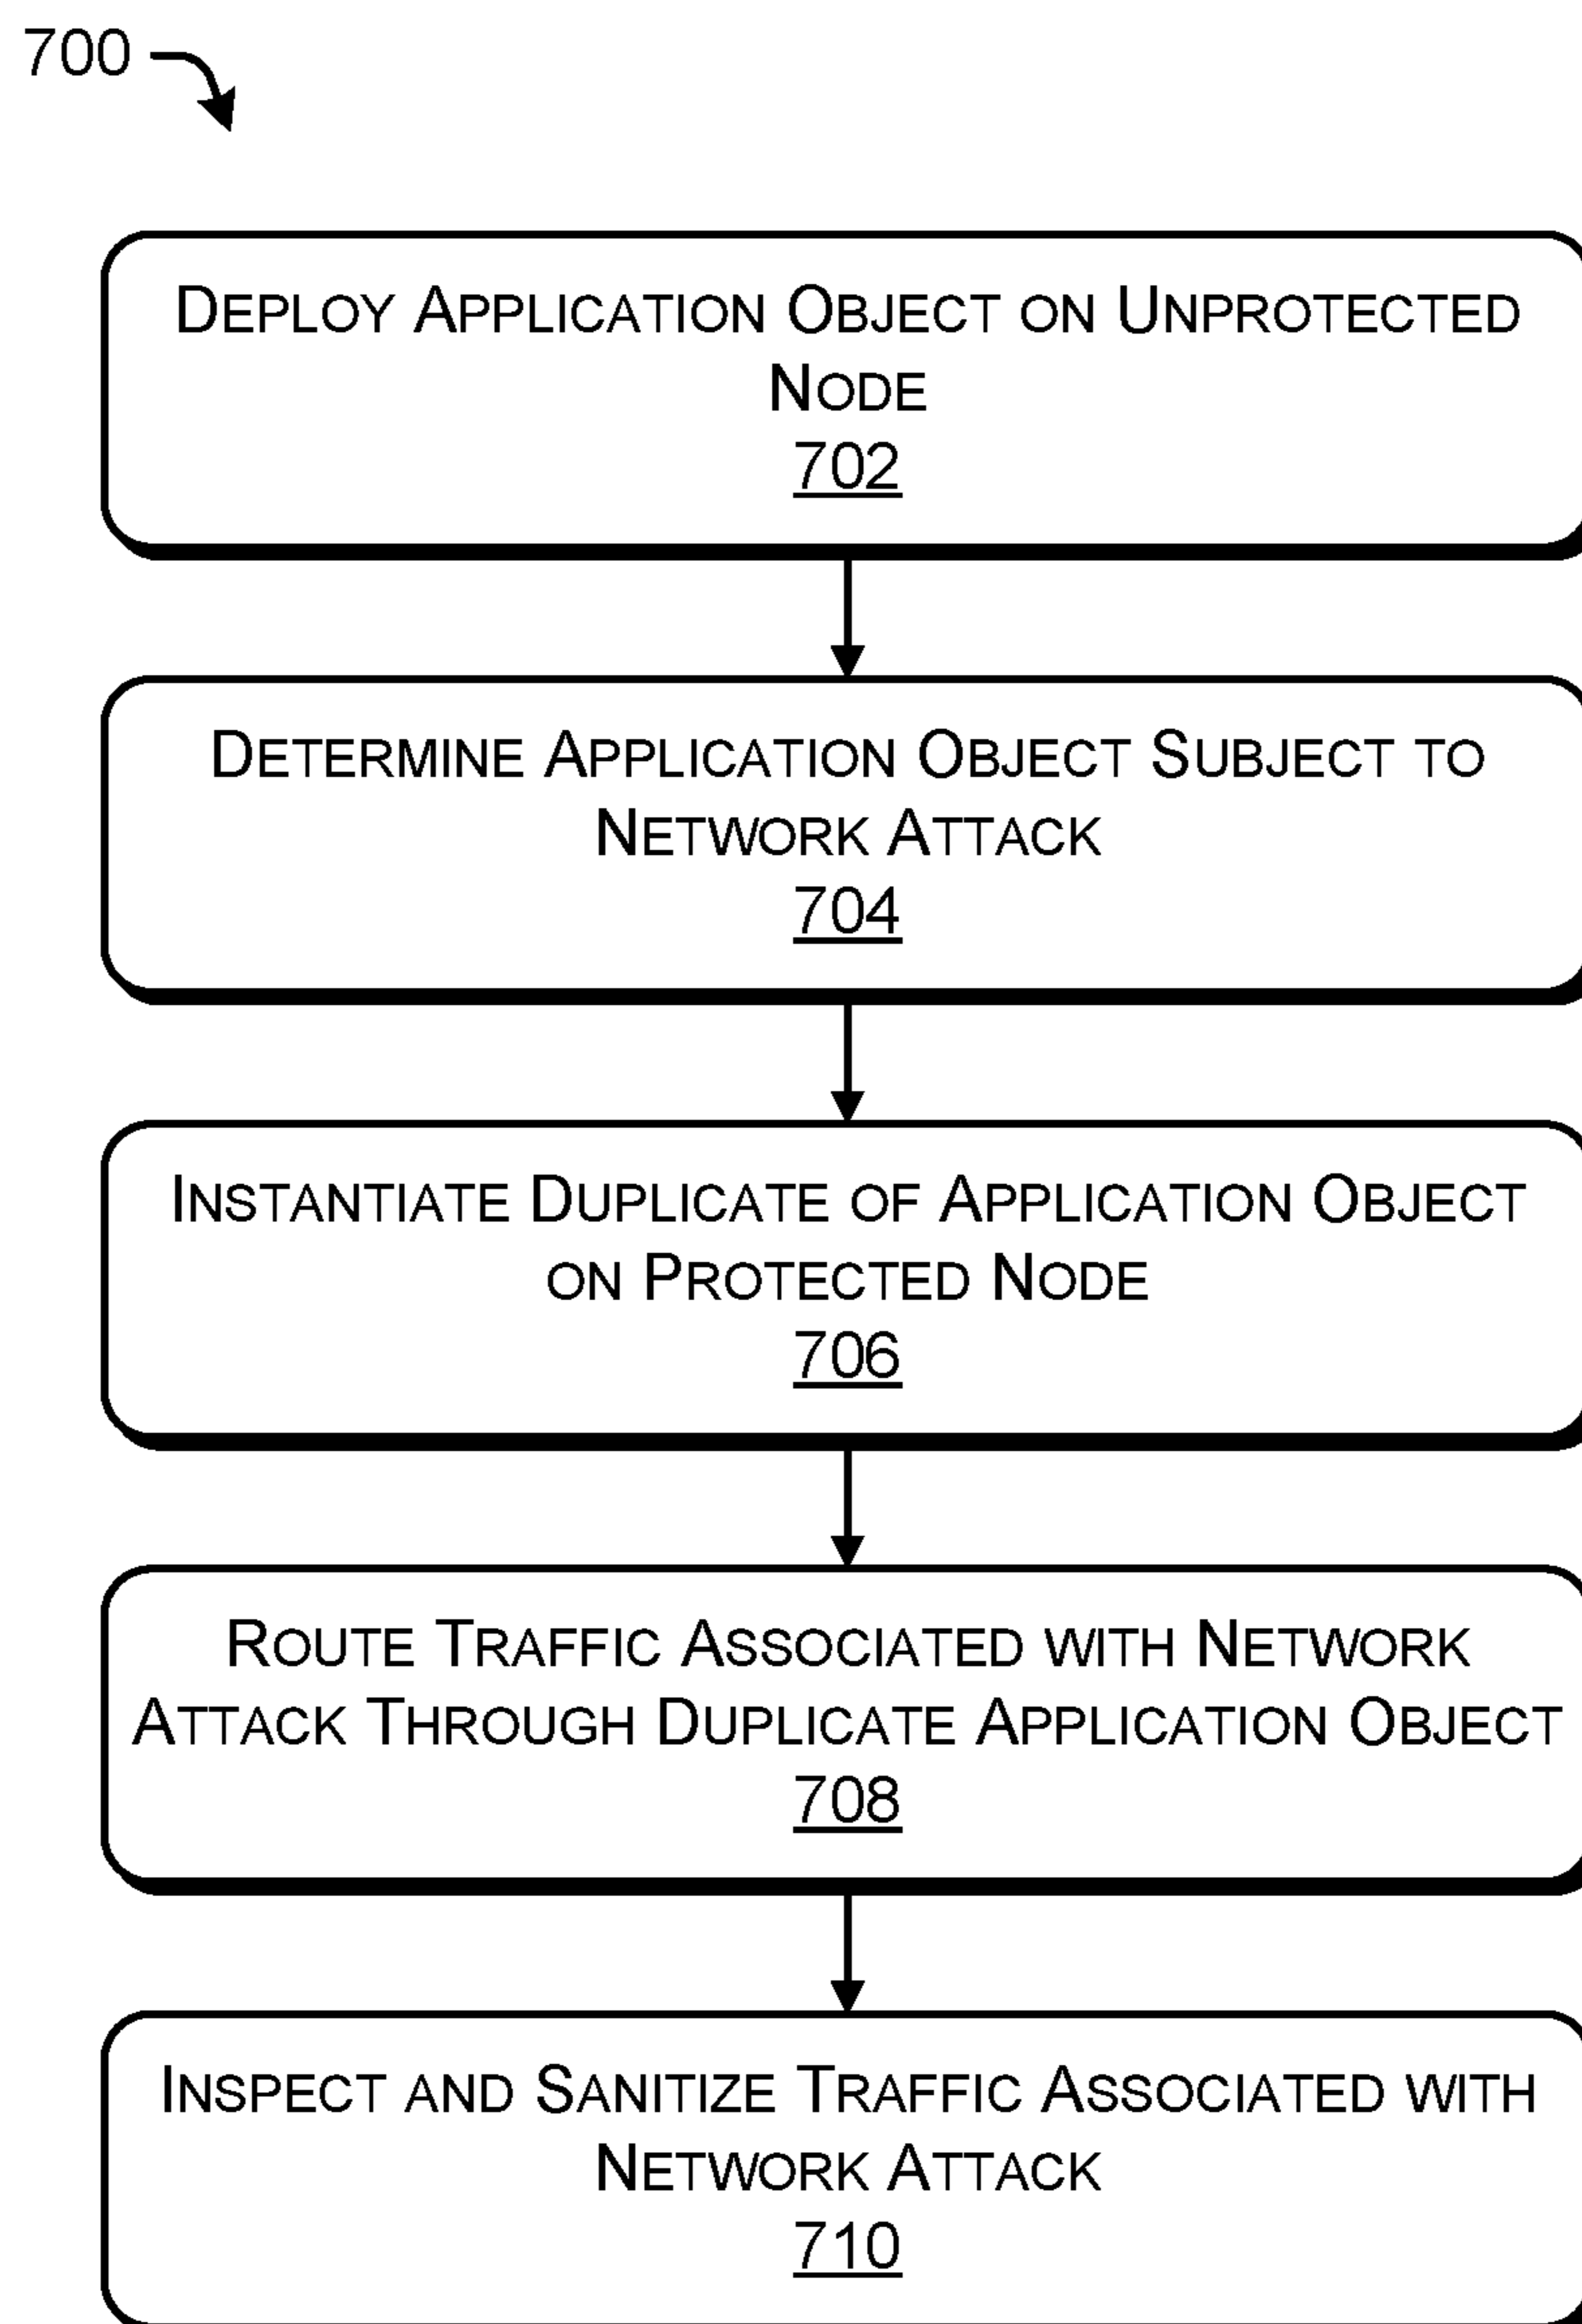 700
DEPLOY APPLICATION OBJECT ON UNPROTECTED
NODE
702
DETERMINE APPLICATION OBJECT SUBJECT TO
NETWORK ATTACK
704
INSTANTIATE DUPLICATE OF APPLICATION OBJECT
ON PROTECTED NODE
706
ROUTE TRAFFIC ASSOCIATED WITH NETWORK
ATTACK THROUGH DUPLICATE APPLICATION OBJECT
708
INSPECT AND SANITIZE TRAFFIC ASSOCIATED WITH
NETWORK ATTACK
710